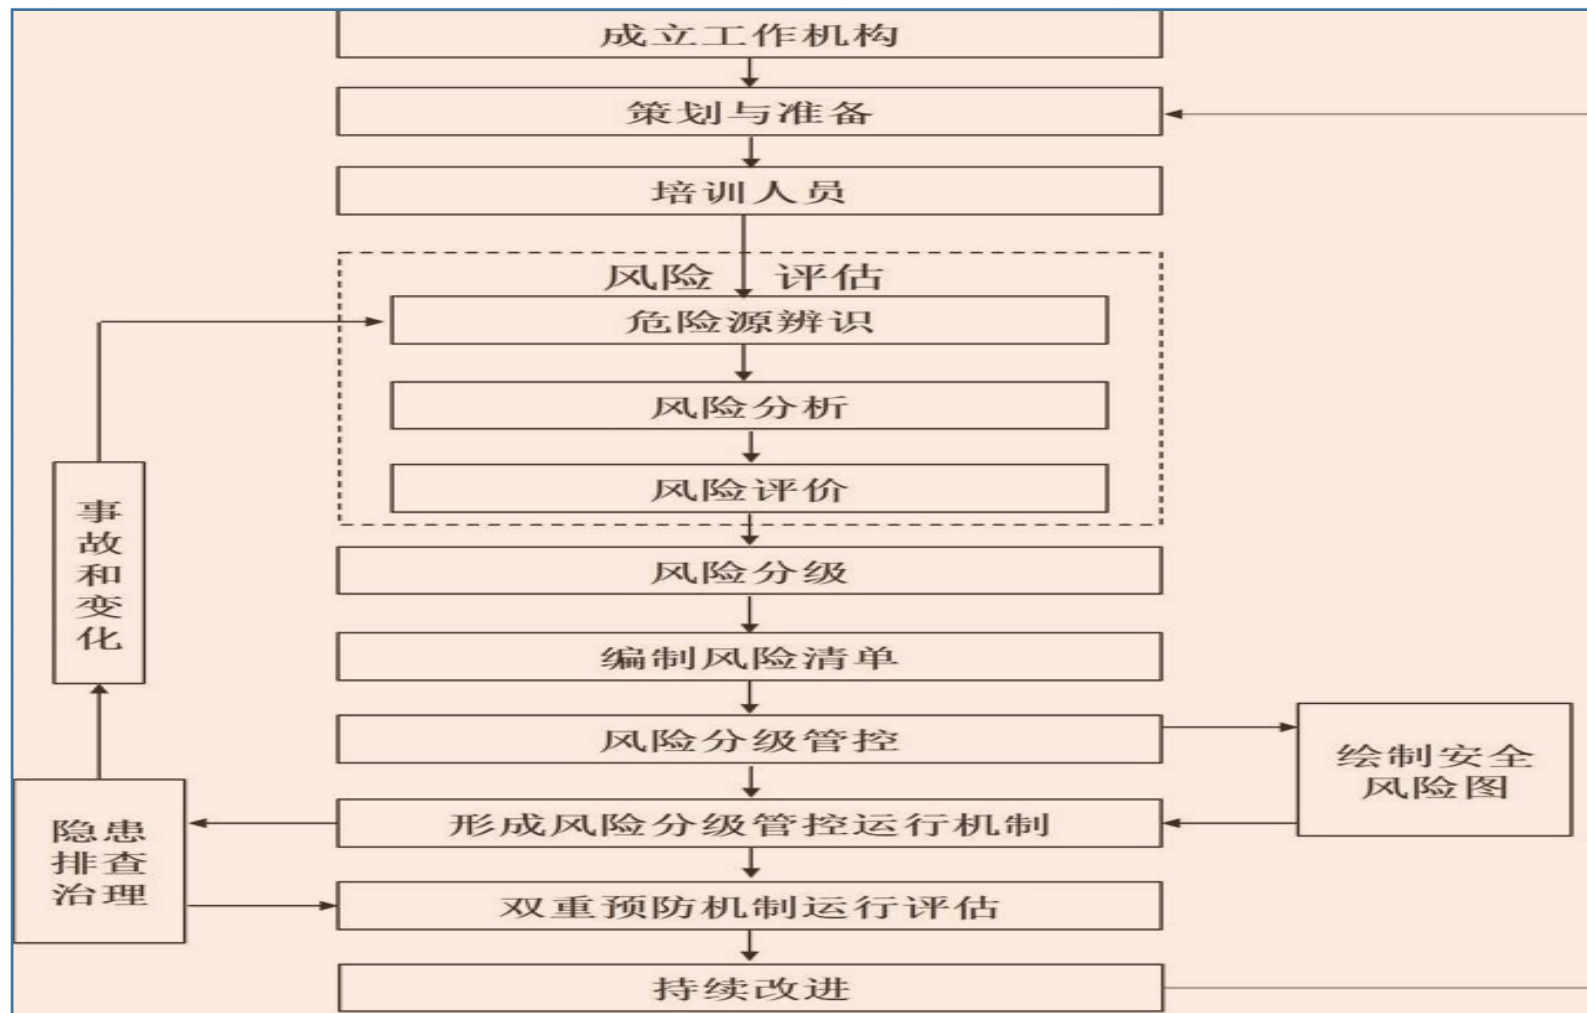 成立工作机构
策划与准备
培训人员
风险 评估
危险源辨识
风险分析
风险评价
风险分级
编制风险清单
风险分级管控
形成风险分级管控运行机制
双重预防机制运行评估
持续改进
事
故
和
变
化
隐患
排查
治理
绘制安全
风险图